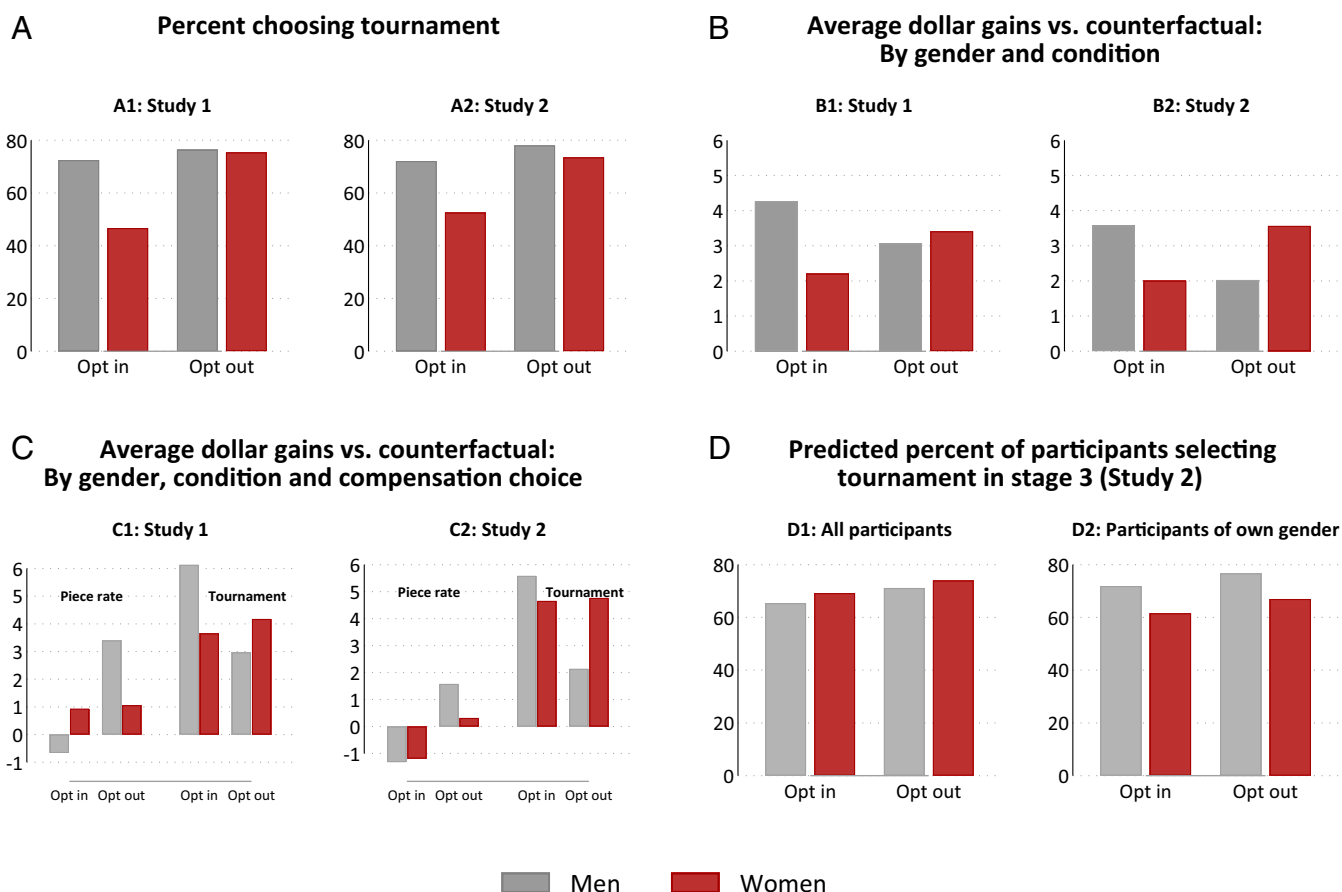 A
Percent choosing tournament
A1: Study 1
A2: Study 2
80
60
40
20
0
Opt in
Opt out
80
60
40
20
0
Opt in
Opt out
B
Average dollar gains vs. counterfactual:
By gender and condition
B1: Study 1
B2: Study 2
6
5
4
3
2
1
0
Opt in
Opt out
6
5
4
3
2
1
0
Opt in
Opt out
C
Average dollar gains vs. counterfactual:
By gender, condition and compensation choice
C1: Study 1
C2: Study 2
6
5
4
3
2
1
0
-1
Piece rate
Tournament
Opt in
Opt out
Opt in
Opt out
6
5
4
3
2
1
0
-1
Piece rate
Tournament
Opt in
Opt out
Opt in
Opt out
D
Predicted percent of participants selecting
tournament in stage 3 (Study 2)
D1: All participants
D2: Participants of own gender
80
60
40
20
0
Opt in
Opt out
80
60
40
20
0
Opt in
Opt out
Men
Women